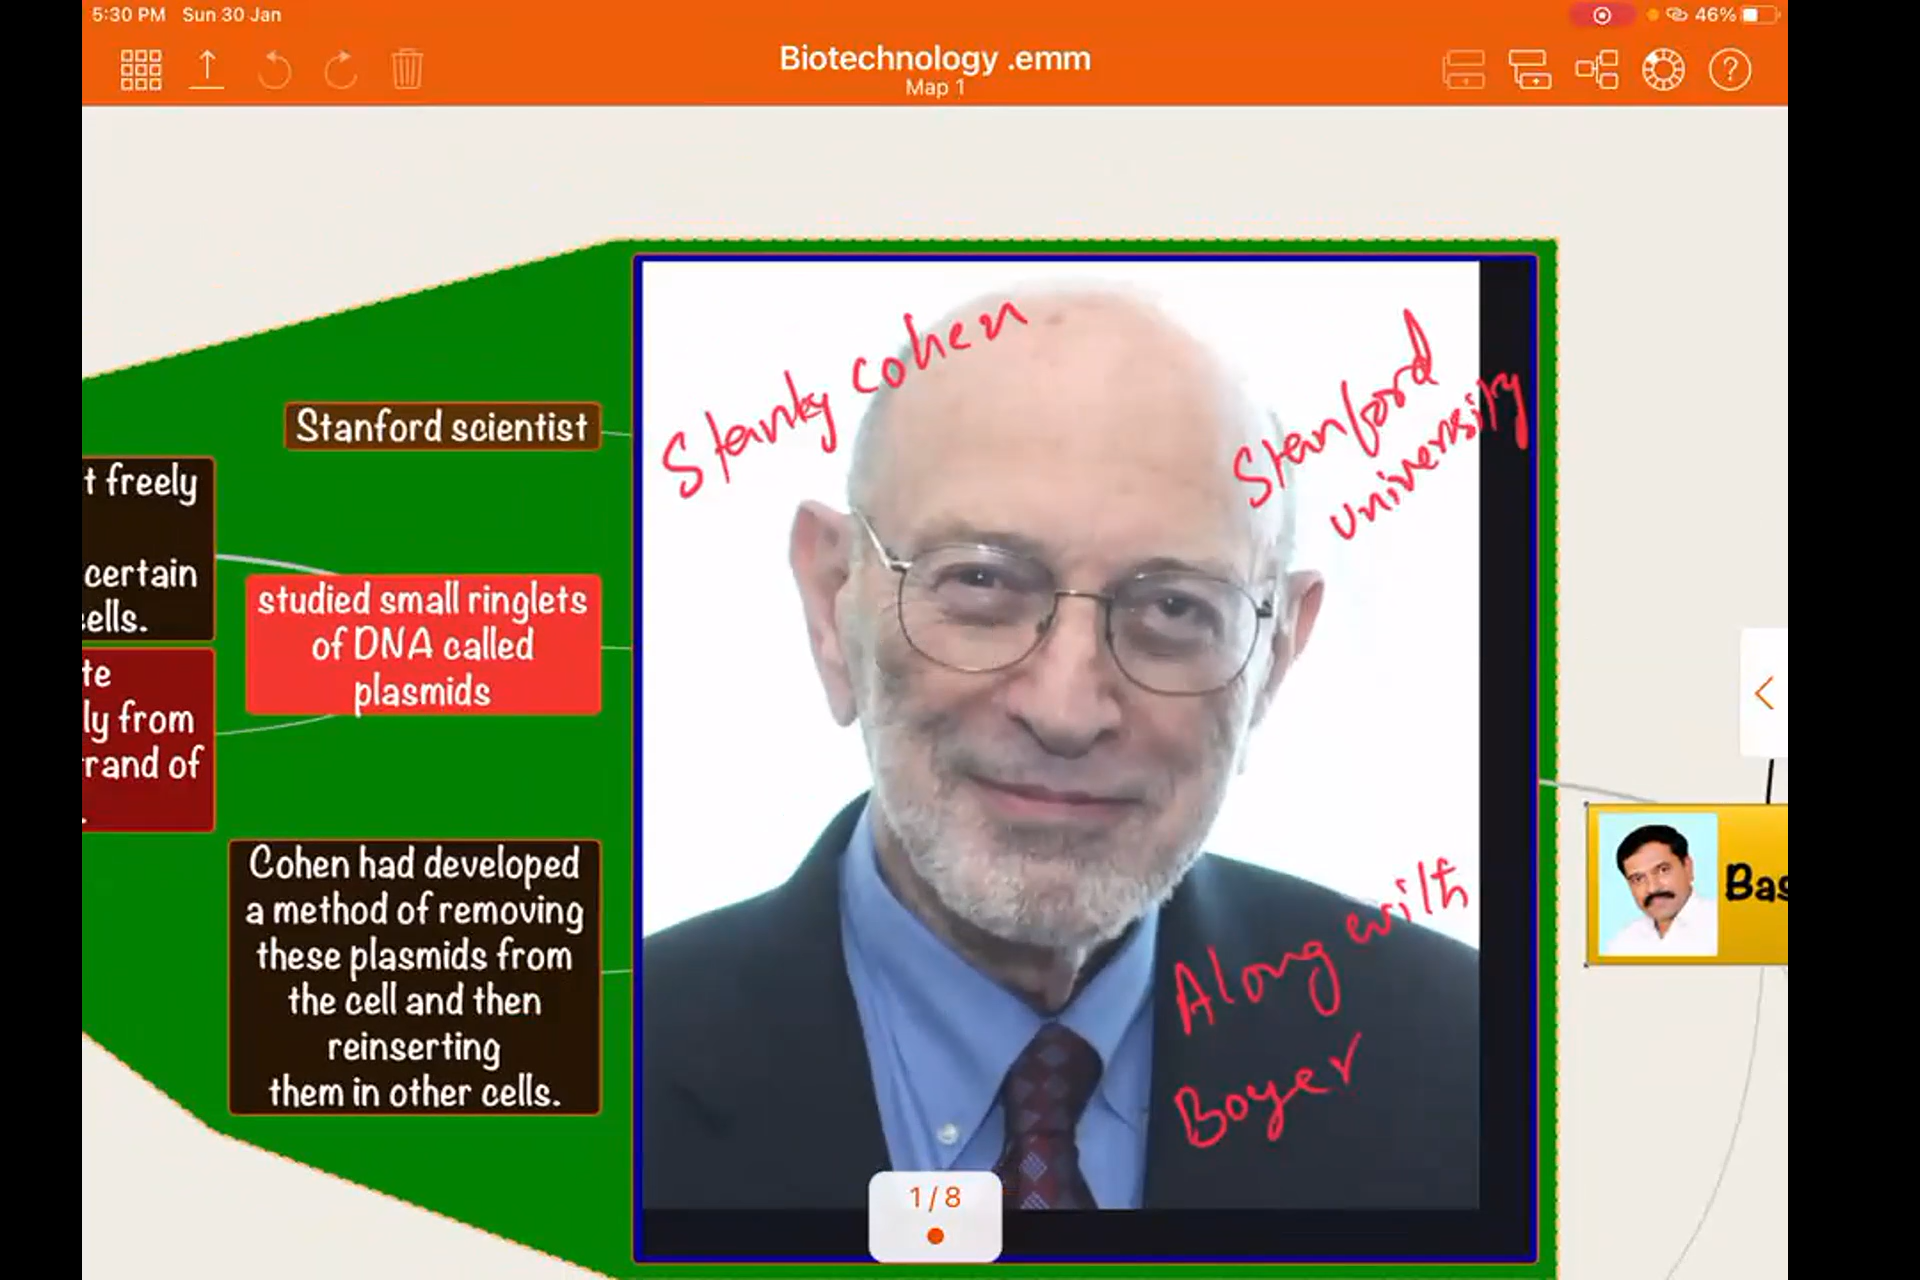 5:30 PM Sun 30 Jan
46%
Biotechnology .emm
Map 1
Stanley Cohen
Stanford
University
Stanford scientist
t freely
certain
ells.
studied small ringlets
of DNA called
plasmids
te
ly from
rand of
.
Cohen had developed
a method of removing
these plasmids from
the cell and then
reinserting
them in other cells.
Along with
Boyer
Bas
1/8